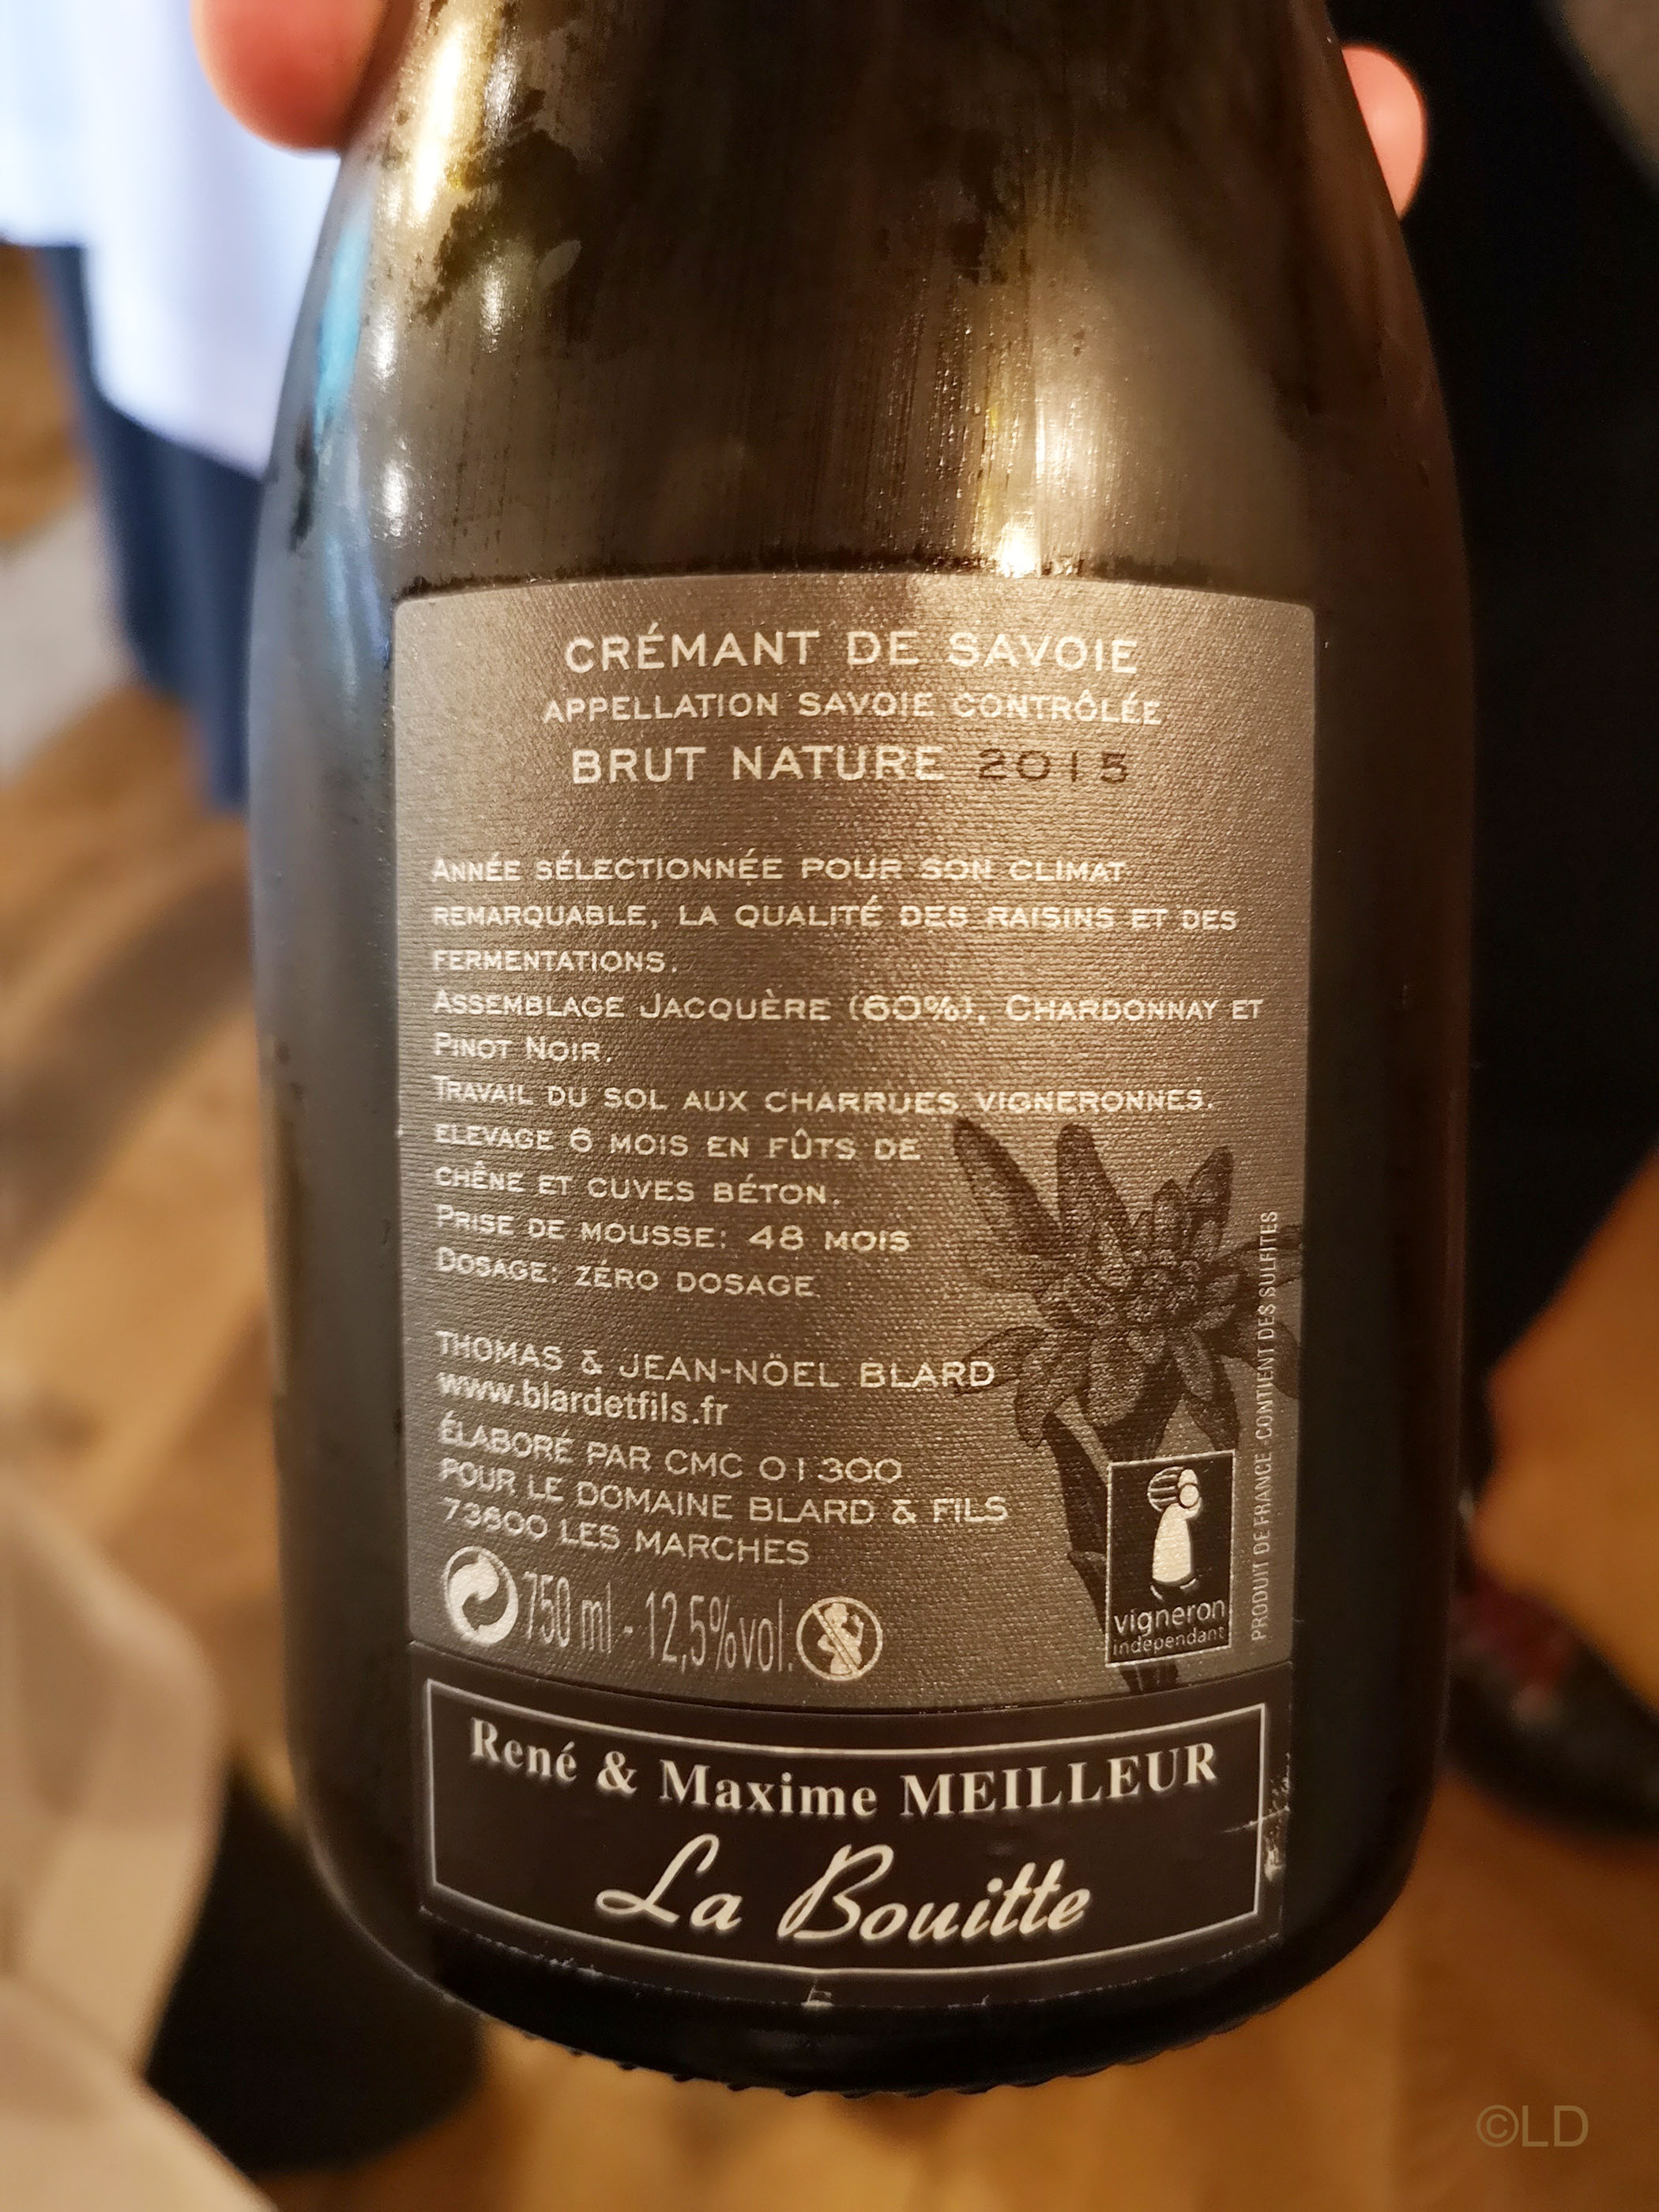 CRÉMANT DE SAVOIE
APPELLATION SAVOIE CONTRÔLÉE
BRUT NATURE 2015
ANNÉE SÉLECTIONNÉE POUR SON CLIMAT
REMARQUABLE, LA QUALITÉ DES RAISINS ET DES
FERMENTATIONS.
ASSEMBLAGE JACQUÈRE (60%), CHARDONNAY ET
PINOT NOIR.
TRAVAIL DU SOL AUX CHARRUES VIGNERONNES.
ELEVAGE 6 MOIS EN FÛTS DE
CHÊNE ET CUVES BÉTON.
PRISE DE MOUSSE: 48 MOIS
DOSAGE: ZÉRO DOSAGE
THOMAS & JEAN-NÖEL BLARD
www.blardetfils.fr
ÉLABORÉ PAR CMC 01300
POUR LE DOMAINE BLARD & FILS
73800 LES MARCHES
750 ml - 12,5%vol.
vigneron
independant
PRODUIT DE FRANCE-CONTIENT DES SULFITES
René & Maxime MEILLEUR
La Bouitte
©LD